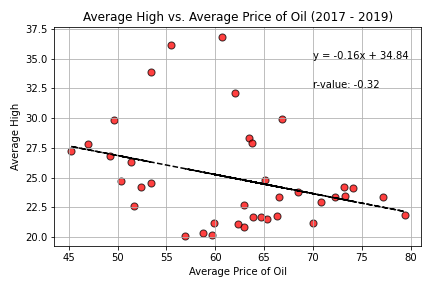 Average High vs. Average Price of Oil (2017 - 2019)
37.5
35.0
32.5
30.0
27.5
25.0
22.5
20.0
Average High
y = -0.16x + 34.84
r-value: -0.32
45 50 55 60 65 70 75 80
Average Price of Oil